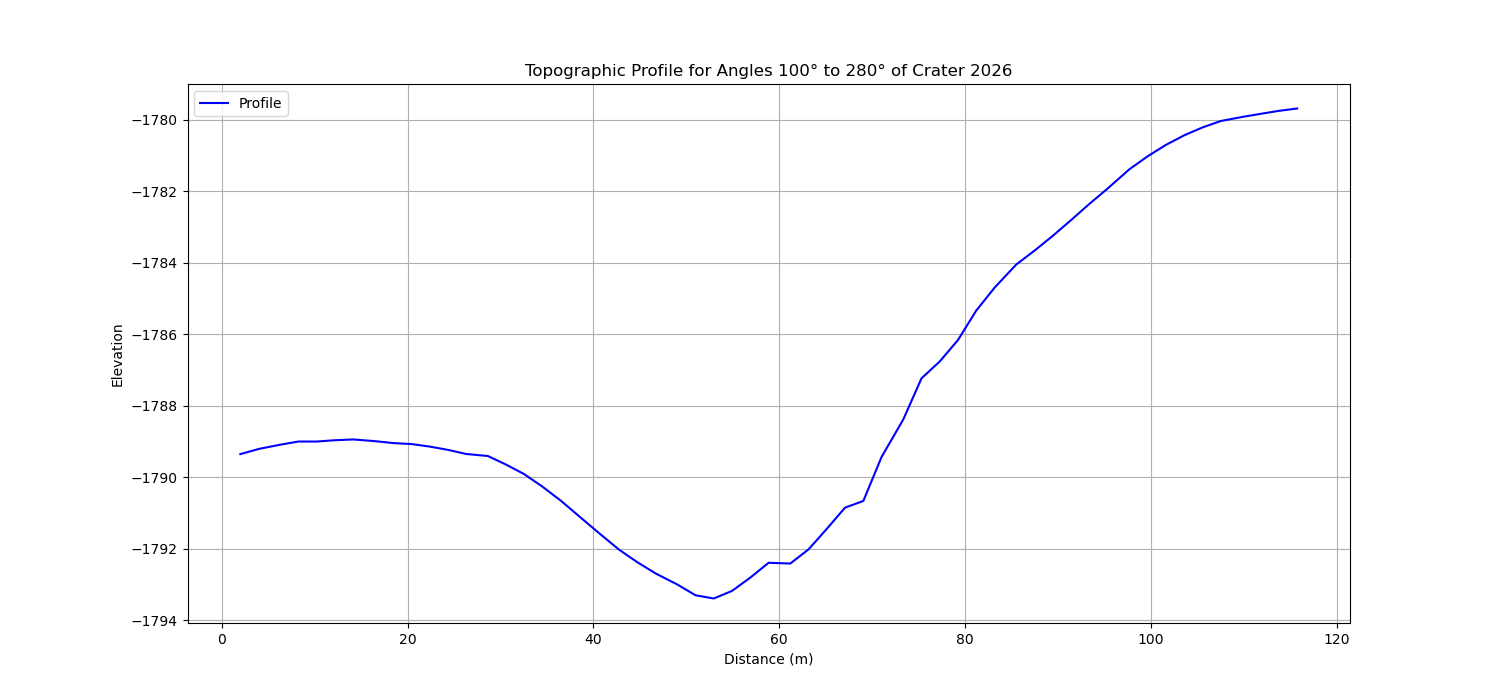 Topographic Profile for Angles 100° to 280° of Crater 2026
Profile
Elevation
−1780
−1782
−1784
−1786
−1788
−1790
−1792
−1794
0 20 40 60 80 100 120
Distance (m)